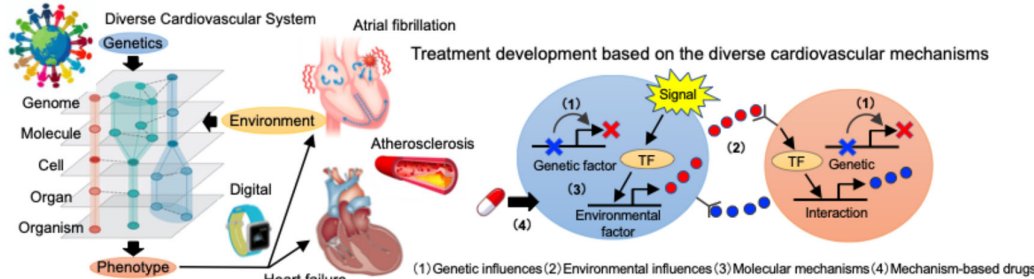 Diverse Cardiovascular System
Genetics
Genome
Molecule
Cell
Organ
Organism
Phenotype
Environment
Digital
Atrial fibrillation
Atherosclerosis
Heart failure
Treatment development based on the diverse cardiovascular mechanisms
Signal
(1)
Genetic factor
TF
(3)
Environmental
factor
(4)
(2)
(1)
TF
Genetic
Interaction
(1)Genetic influences(2)Environmental influences(3)Molecular mechanisms(4)Mechanism-based drugs